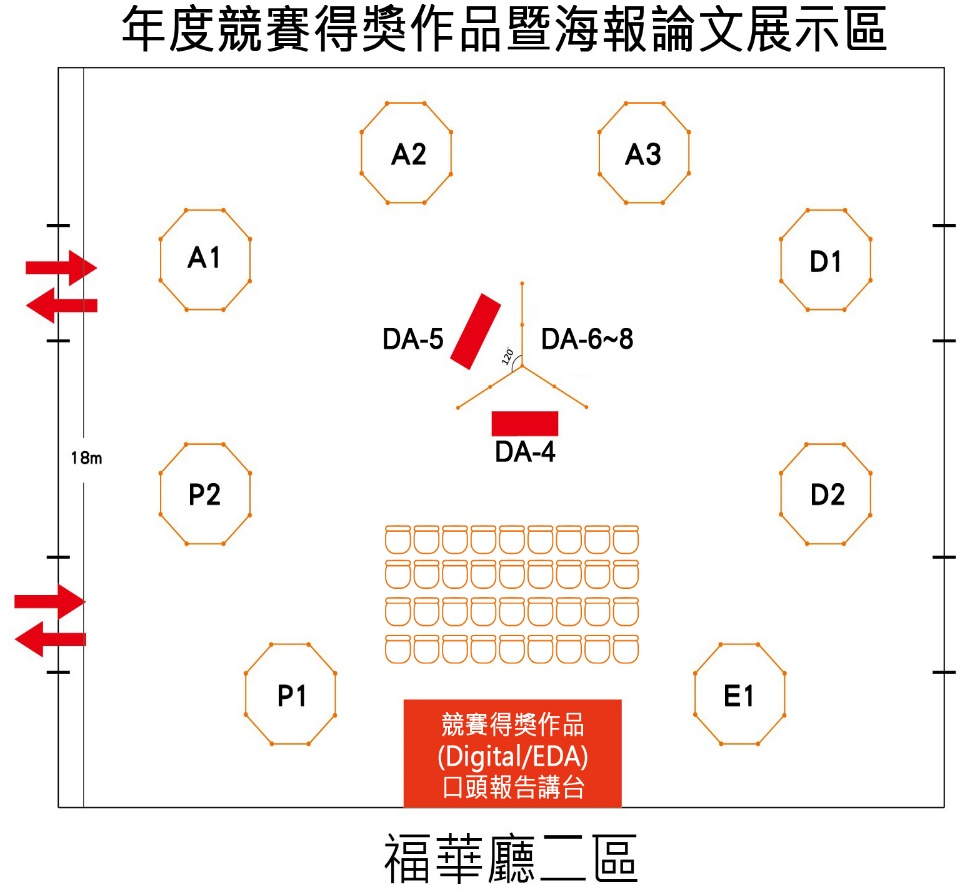 年度競賽得獎作品暨海報論文展示區
A2
A3
A1
D1
DA-5
DA-6~8
120°
DA-4
18m
P2
D2
P1
E1
競賽得獎作品
(Digital/EDA)
口頭報告講台
福華廳二區